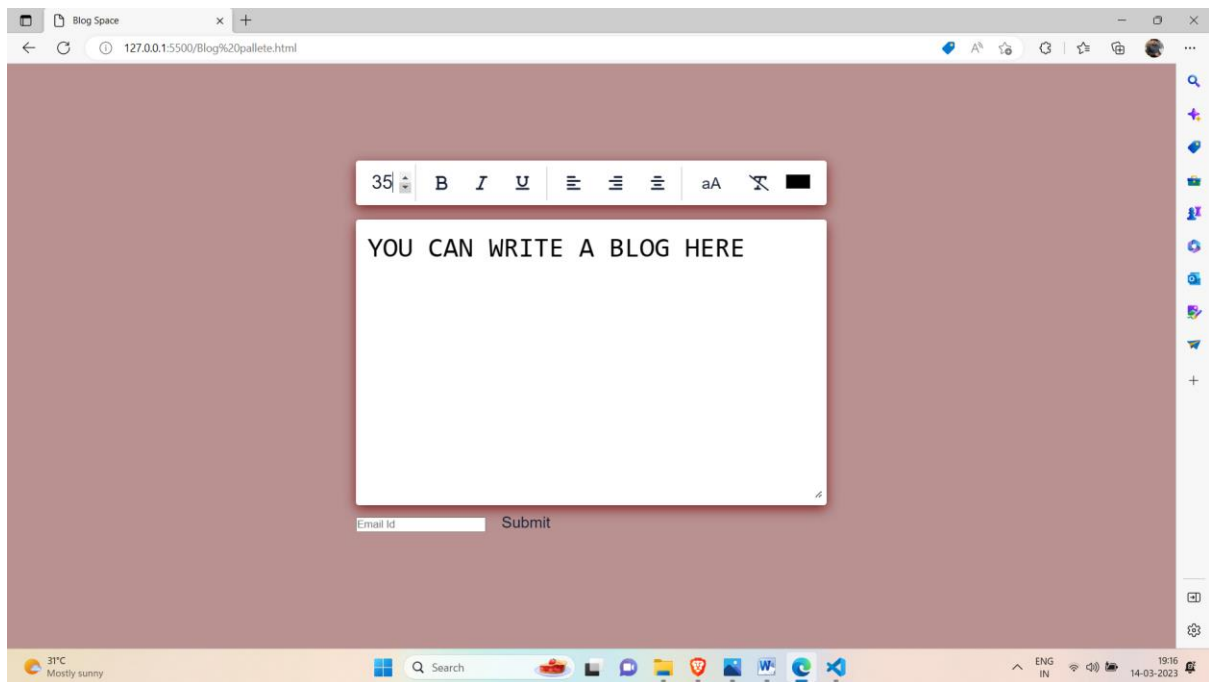 Blog Space
127.0.0.1:5500/Blog%20pallete.html
35 B I U aA
YOU CAN WRITE A BLOG HERE
Email Id Submit
31°C
Mostly sunny
Search
ENG
IN
19:16
14-03-2023